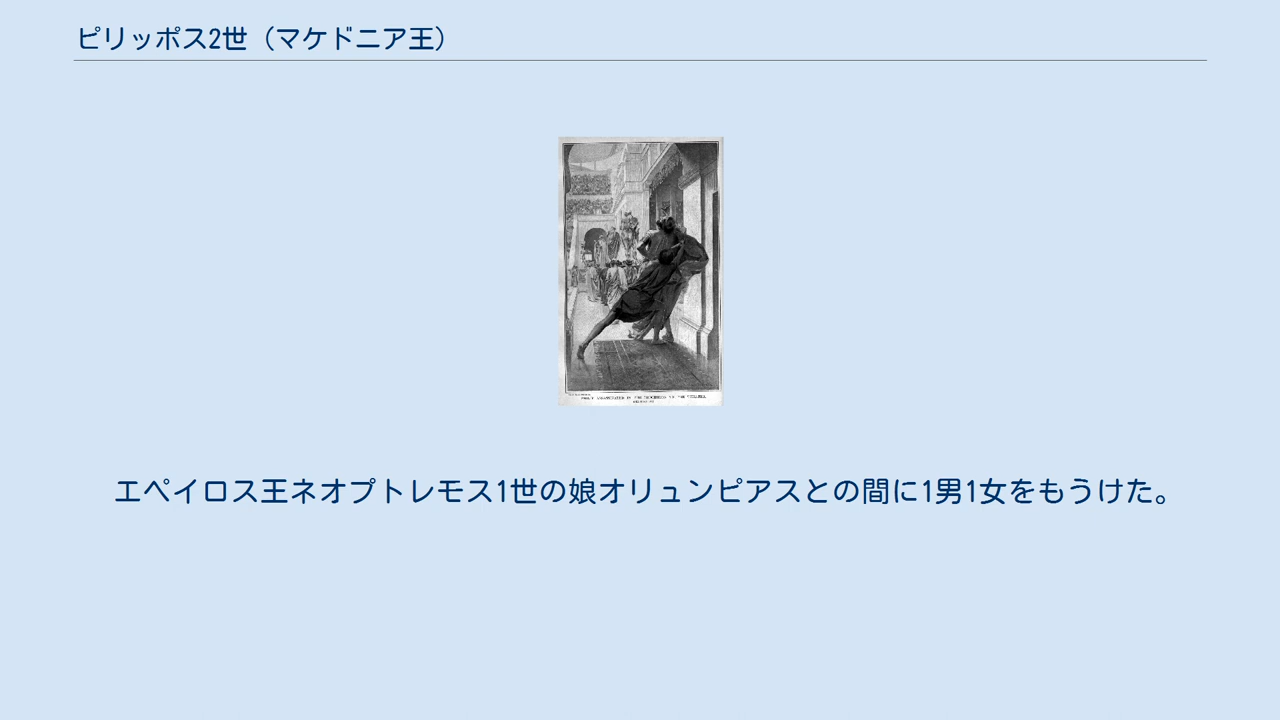 ピリッポス2世（マケドニア王）
エペイロス王ネオプトレモス1世の娘オリュンピアスとの間に1男1女をもうけた。